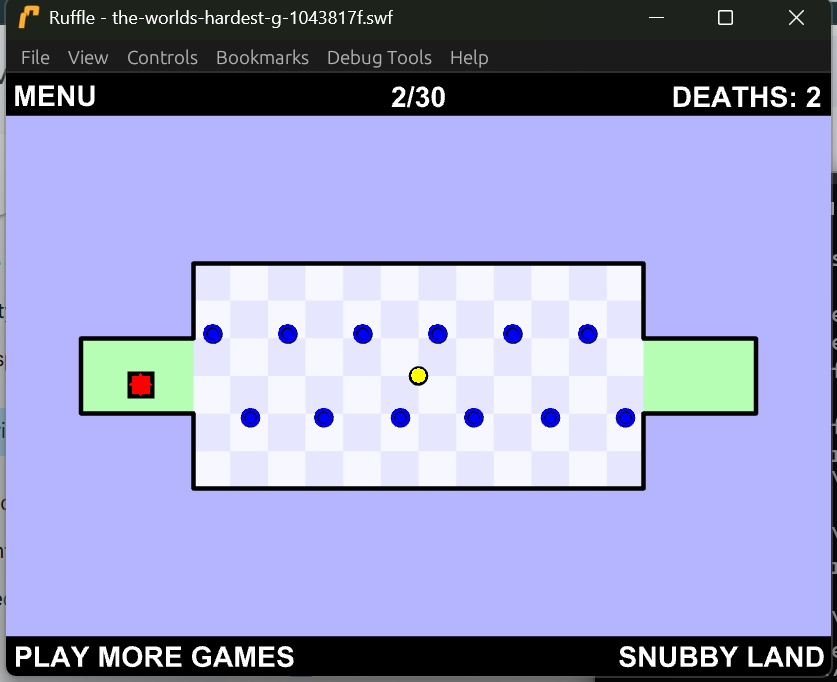 Ruffle - the-worlds-hardest-g-1043817f.swf
File View Controls Bookmarks Debug Tools Help
MENU 2/30 DEATHS: 2
PLAY MORE GAMES SNUBBY LAND